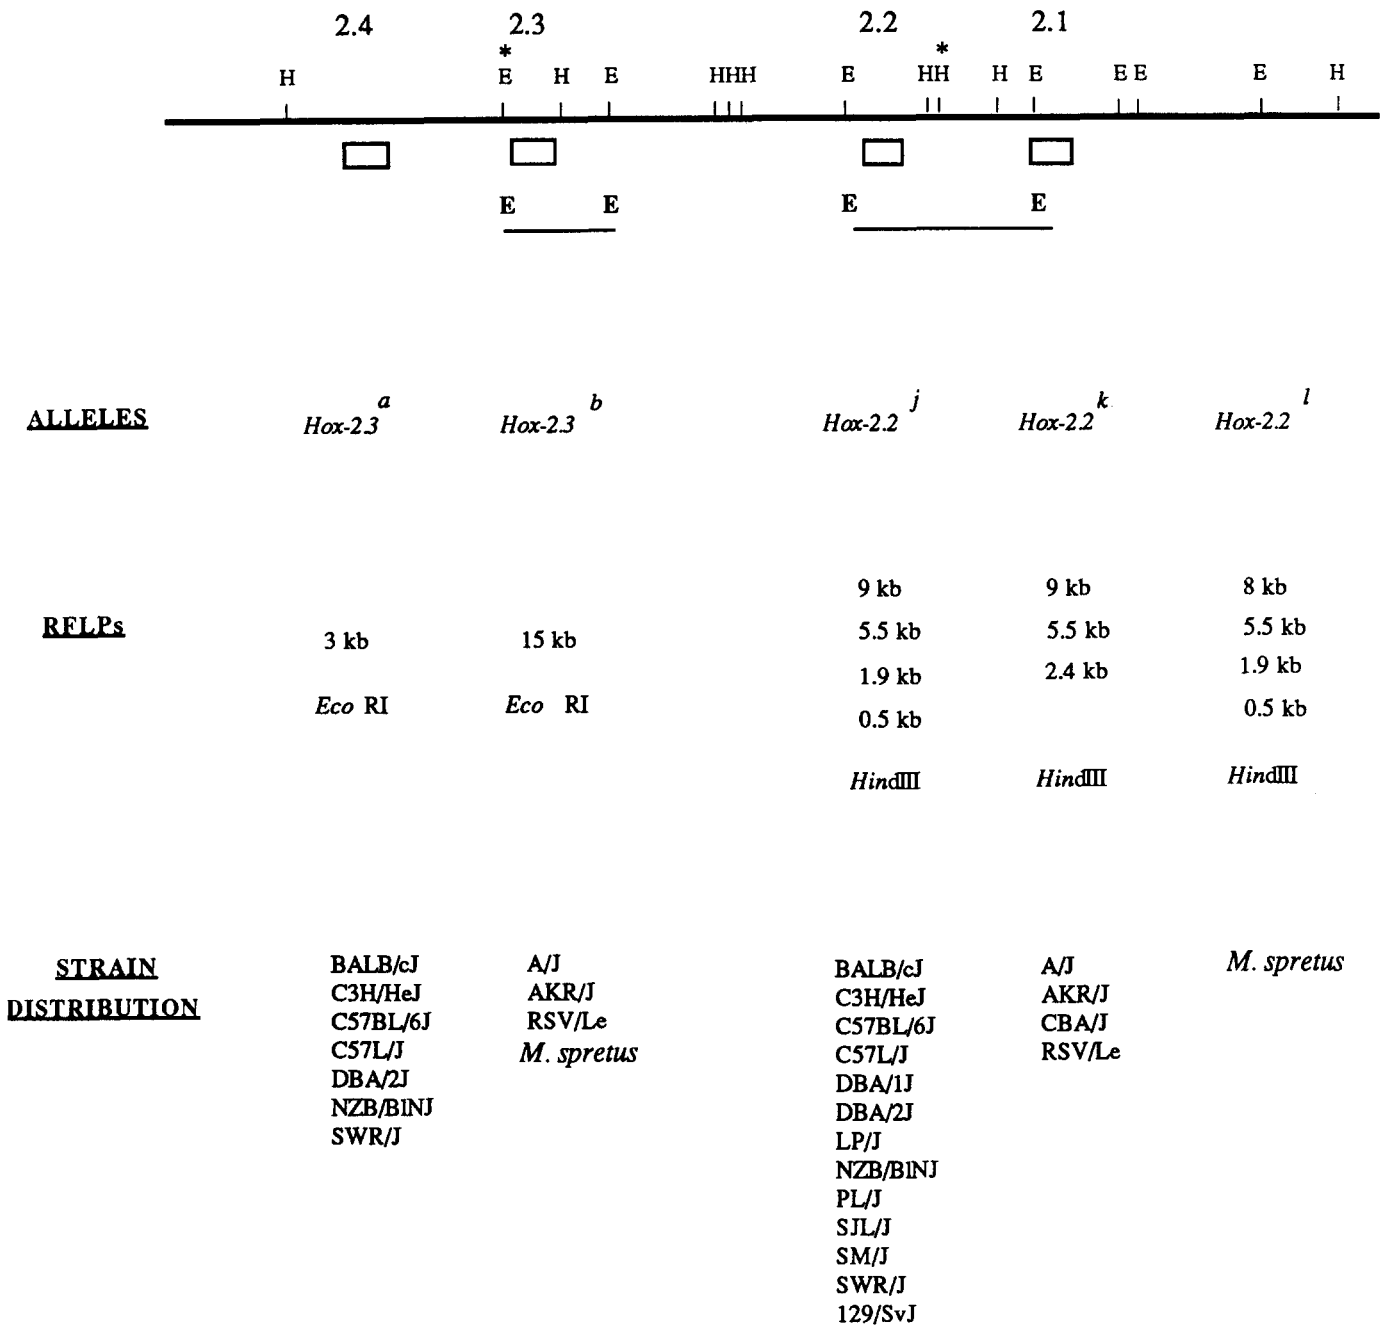 2.4 2.3 2.2 2.1
* *
H E H E HHH E HH H E E E E H
E E E E
ALLELES Hox-2.3 a Hox-2.3 b Hox-2.2 j Hox-2.2 k Hox-2.2 l
9 kb 9 kb 8 kb
RFLPs 3 kb 15 kb 5.5 kb 5.5 kb 5.5 kb
1.9 kb 2.4 kb 1.9 kb
Eco RI Eco RI 0.5 kb 0.5 kb
HindIII HindIII HindIII
STRAIN BALB/cJ A/J BALB/cJ A/J M. spretus
C3H/HeJ AKR/J C3H/HeJ AKR/J
DISTRIBUTION C57BL/6J RSV/Le C57BL/6J CBA/J
C57L/J M. spretus C57L/J RSV/Le
DBA/2J DBA/1J
NZB/BlNJ DBA/2J
SWR/J LP/J
NZB/BlNJ
PL/J
SJL/J
SM/J
SWR/J
129/SvJ